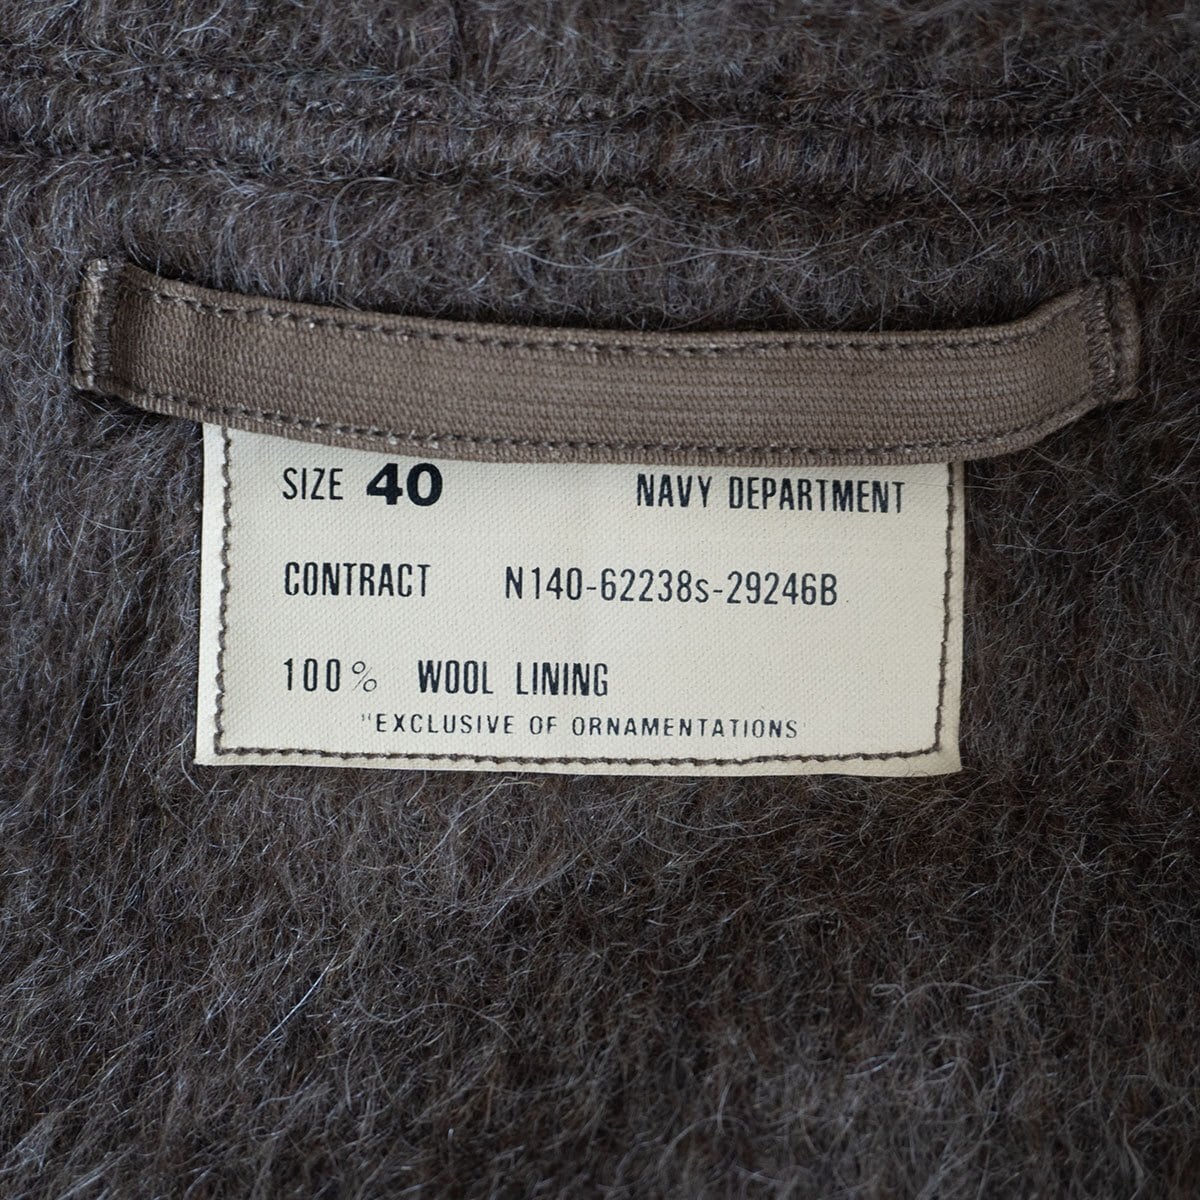 SIZE 40 NAVY DEPARTMENT
CONTRACT N140-62238s-29246B
100% WOOL LINING
"EXCLUSIVE OF ORNAMENTATIONS